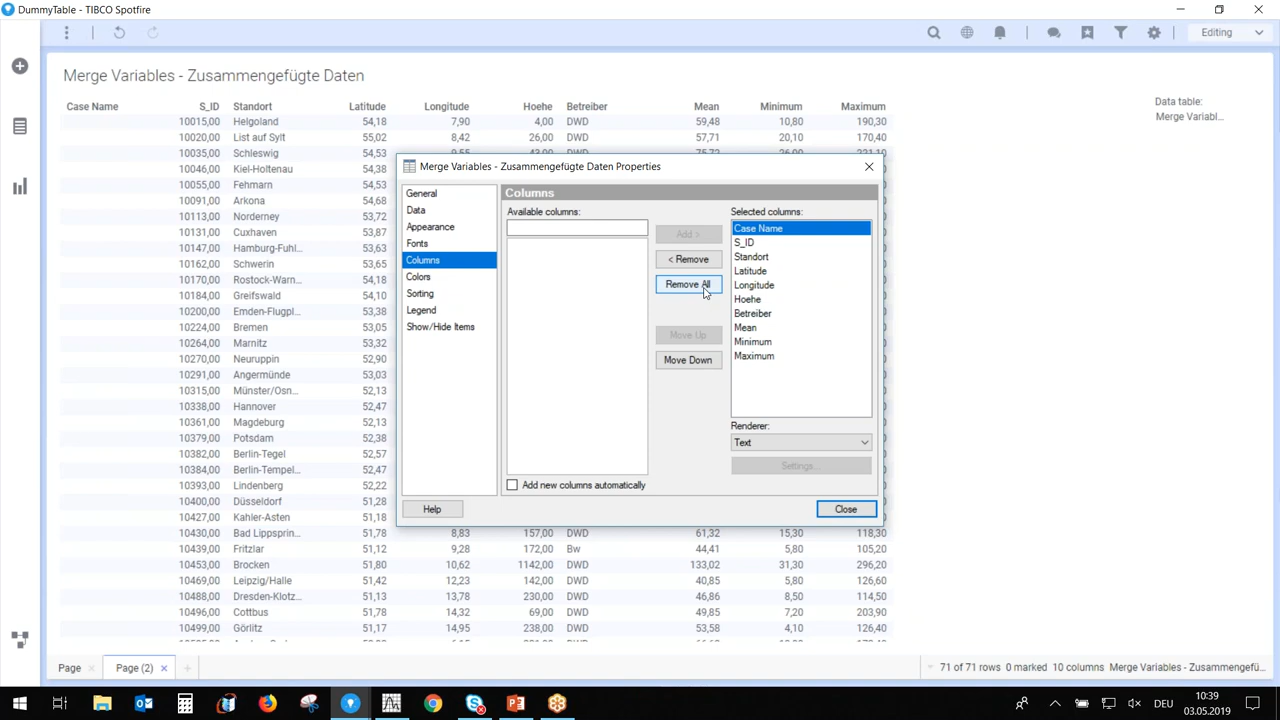 DummyTable - TIBCO Spotfire
Editing
Merge Variables - Zusammengefügte Daten
Case Name S_ID Standort Latitude Longitude Hoehe Betreiber Mean Minimum Maximum
Data table:
Merge Variabl...
10015,00 Helgoland 54,18 7,90 4,00 DWD 59,48 10,80 190,30
10020,00 List auf Sylt 55,02 8,42 26,00 DWD 57,71 20,10 170,40
10035,00 Schleswig 54,53
10046,00 Kiel-Holtenau 54,38
10055,00 Fehmarn 54,53
10091,00 Arkona 54,68
10113,00 Norderney 53,72
10131,00 Cuxhaven 53,87
10147,00 Hamburg-Fuhl... 53,63
10162,00 Schwerin 53,65
10170,00 Rostock-Warn... 54,18
10184,00 Greifswald 54,10
10200,00 Emden-Flugpl... 53,38
10224,00 Bremen 53,05
10264,00 Marnitz 53,32
10270,00 Neuruppin 52,90
10291,00 Angermünde 53,03
10315,00 Münster/Osn... 52,13
10338,00 Hannover 52,47
10361,00 Magdeburg 52,13
10379,00 Potsdam 52,38
10382,00 Berlin-Tegel 52,57
10384,00 Berlin-Tempel... 52,47
10393,00 Lindenberg 52,22
10400,00 Düsseldorf 51,28
10427,00 Kahler-Asten 51,18
10430,00 Bad Lippsprin... 51,78 8,83 157,00 DWD 61,32 15,30 118,30
10439,00 Fritzlar 51,12 9,28 172,00 Bw 44,41 5,80 105,20
10453,00 Brocken 51,80 10,62 1142,00 DWD 133,02 31,30 296,20
10469,00 Leipzig/Halle 51,42 12,23 142,00 DWD 40,85 5,80 126,60
10488,00 Dresden-Klotz... 51,13 13,78 230,00 DWD 46,86 8,50 114,50
10496,00 Cottbus 51,78 14,32 69,00 DWD 49,85 7,20 203,90
10499,00 Görlitz 51,17 14,95 238,00 DWD 53,58 4,10 126,40
Merge Variables - Zusammengefügte Daten Properties
General
Data
Appearance
Fonts
Columns
Colors
Sorting
Legend
Show/Hide Items
Columns
Available columns:
Add >
< Remove
Remove All
Move Up
Move Down
Selected columns:
Case Name
S_ID
Standort
Latitude
Longitude
Hoehe
Betreiber
Mean
Minimum
Maximum
Renderer:
Text
Settings...
Add new columns automatically
Help
Close
Page
Page (2)
71 of 71 rows 0 marked 10 columns Merge Variables - Zusammengefü...
DEU
10:39
03.05.2019